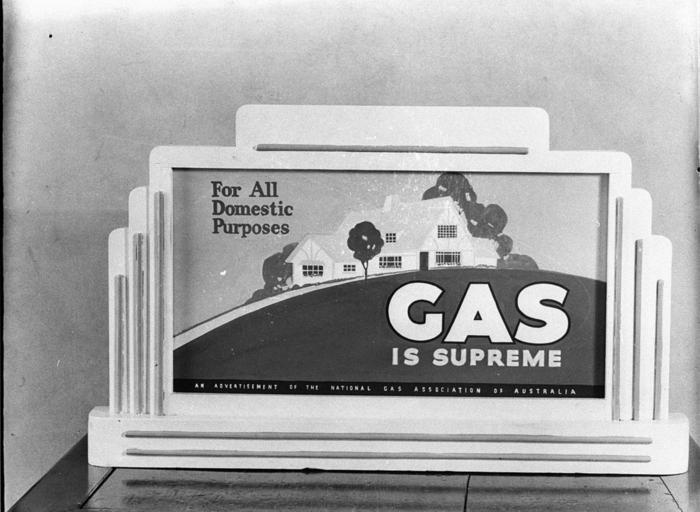 For All
Domestic
Purposes
GAS
IS SUPREME
AN ADVERTISEMENT OF THE NATIONAL GAS ASSOCIATION OF AUSTRALIA